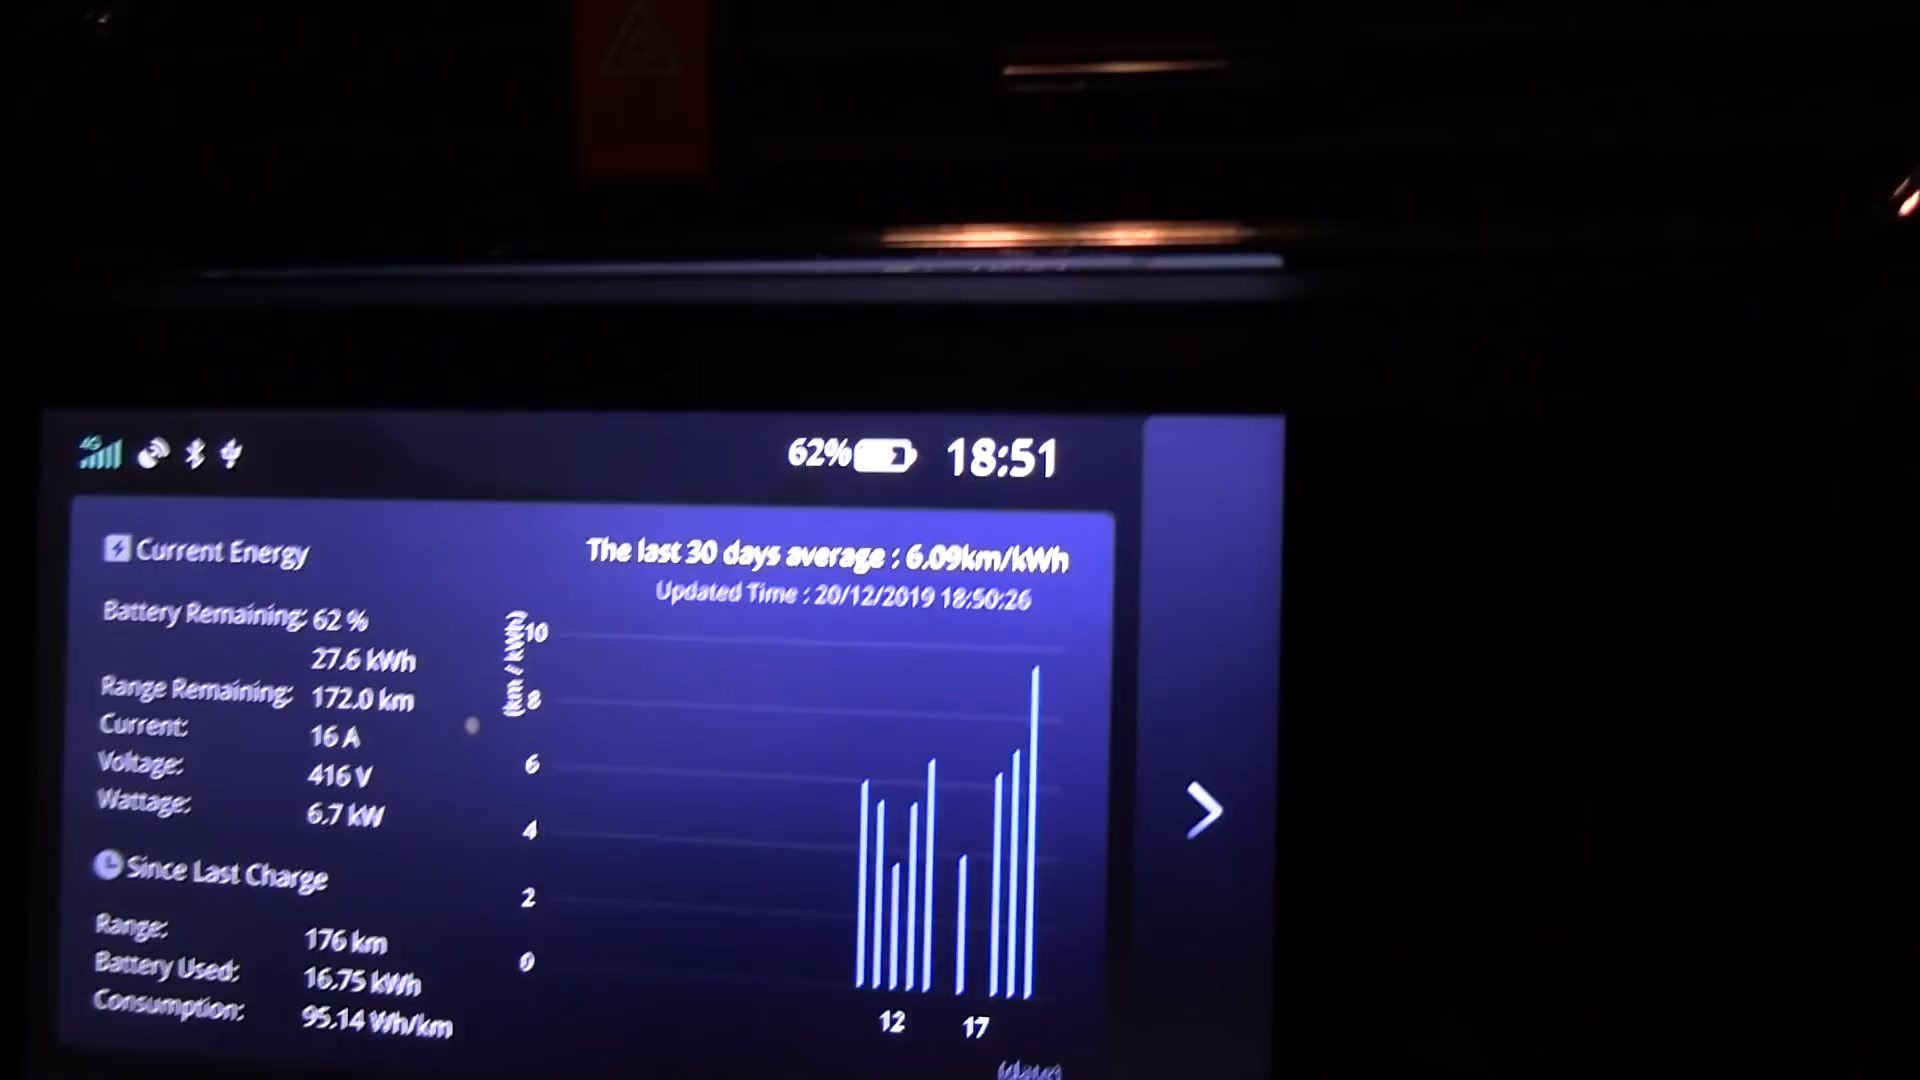 4G
62% 18:51
Current Energy
Battery Remaining: 62 %
27.6 kWh
Range Remaining: 172.0 km
Current: 16 A
Voltage: 416 V
Wattage: 6.7 kW
Since Last Charge
Range: 176 km
Battery Used: 16.75 kWh
Consumption: 95.14 Wh/km
The last 30 days average : 6.09km/kWh
Updated Time : 20/12/2019 18:50:26
(km / kWh)
10
8
6
4
2
0
12 17
(date)